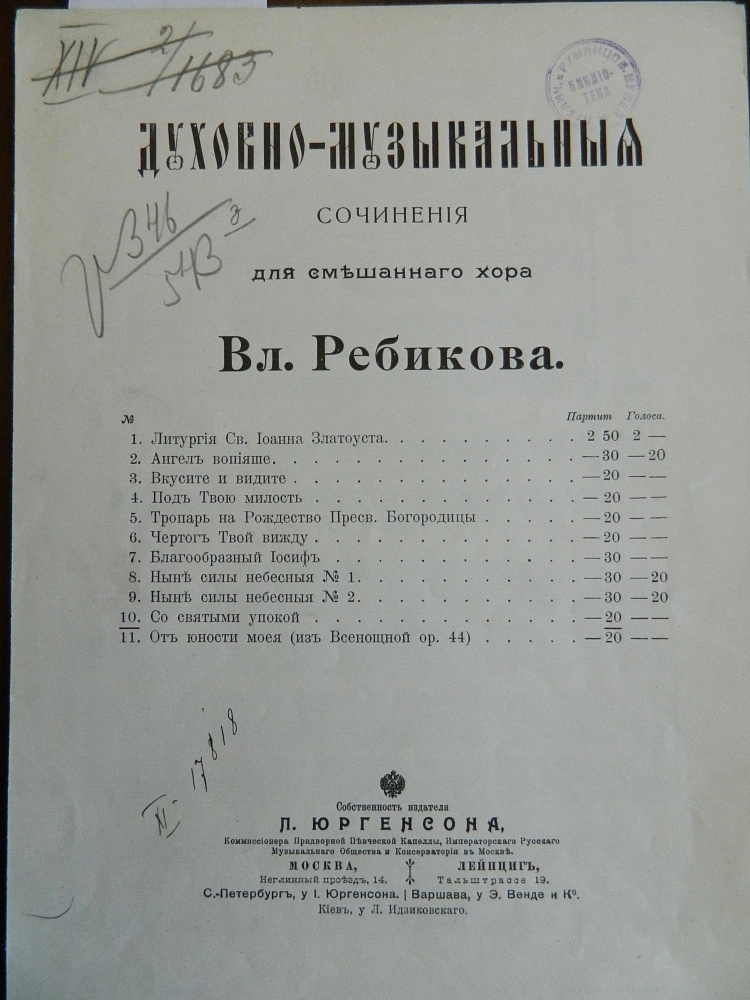 XIV 2/1683
БИБЛІО-
ТЕКА
ДУХОВНО-МУЗЫКАЛЬНЫЯ
СОЧИНЕНІЯ
для смѣшаннаго хора
Вл. Ребикова.
№ Партит Голоса.
1. Литургія Св. Іоанна Златоуста. . . . . . . . . . . 2 50 2 —
2. Ангелъ вопіяше. . . . . . . . . . . . . . . — 30 — 20
3. Вкусите и видите . . . . . . . . . . . . . — 20 — —
4. Подъ Твою милость . . . . . . . . . . . . — 20 — —
5. Тропарь на Рождество Пресв. Богородицы . . . . . — 20 — —
6. Чертогъ Твой вижду . . . . . . . . . . . . — 20 — —
7. Благообразный Іосифъ . . . . . . . . . . . — 30 — —
8. Нынѣ силы небесныя № 1. . . . . . . . . . — 30 — 20
9. Нынѣ силы небесныя № 2. . . . . . . . . . — 30 — 20
10. Со святыми упокой . . . . . . . . . . . . — 20 — —
11. Отъ юности моея (изъ Всенощной ор. 44) . . . . . — 20 — —
XI - 17818
Собственность издателя
П. ЮРГЕНСОНА,
Коммиссіонера Придворной Пѣвческой Капеллы, Императорскаго Русскаго
Музыкальнаго Общества и Консерваторіи въ Москвѣ.
МОСКВА, ЛЕЙПЦИГЪ,
Неглинный проѣздъ, 14. Тальштрассе 19.
С.-Петербургъ, у І. Юргенсона. | Варшава, у Э. Венде и Кº.
Кіевъ, у Л. Идзиковскаго.